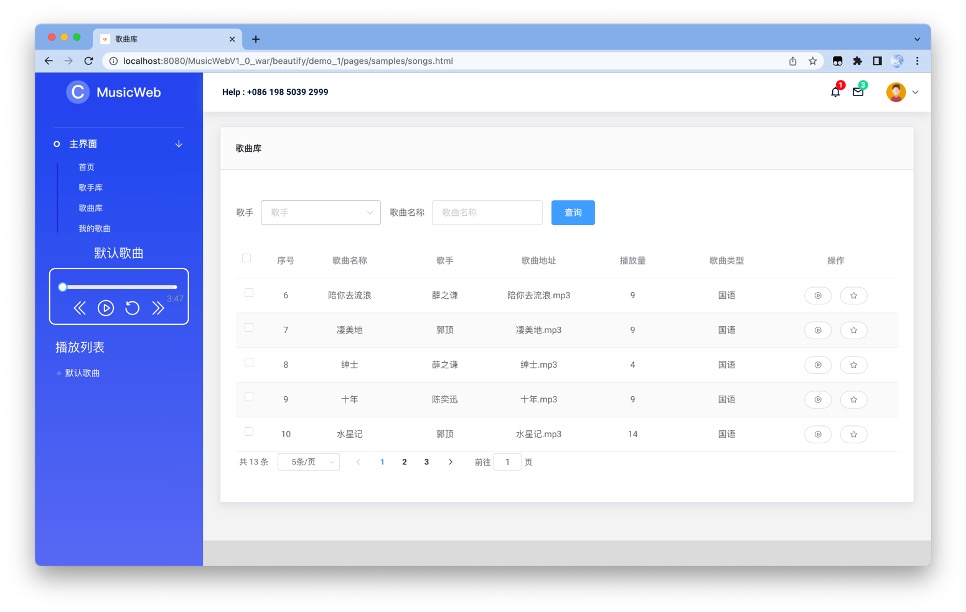 歌曲库
localhost:8080/MusicWebV1_0_war/beautify/demo_1/pages/samples/songs.html
C MusicWeb
Help : +086 198 5039 2999
1
3
主界面
首页
歌手库
歌曲库
我的歌曲
默认歌曲
3:47
播放列表
默认歌曲
歌曲库
歌手 歌手 歌曲名称 歌曲名称 查询
序号 歌曲名称 歌手 歌曲地址 播放量 歌曲类型 操作
6 陪你去流浪 薛之谦 陪你去流浪.mp3 9 国语
7 凄美地 郭顶 凄美地.mp3 9 国语
8 绅士 薛之谦 绅士.mp3 4 国语
9 十年 陈奕迅 十年.mp3 9 国语
10 水星记 郭顶 水星记.mp3 14 国语
共 13 条 5条/页 1 2 3 前往 1 页